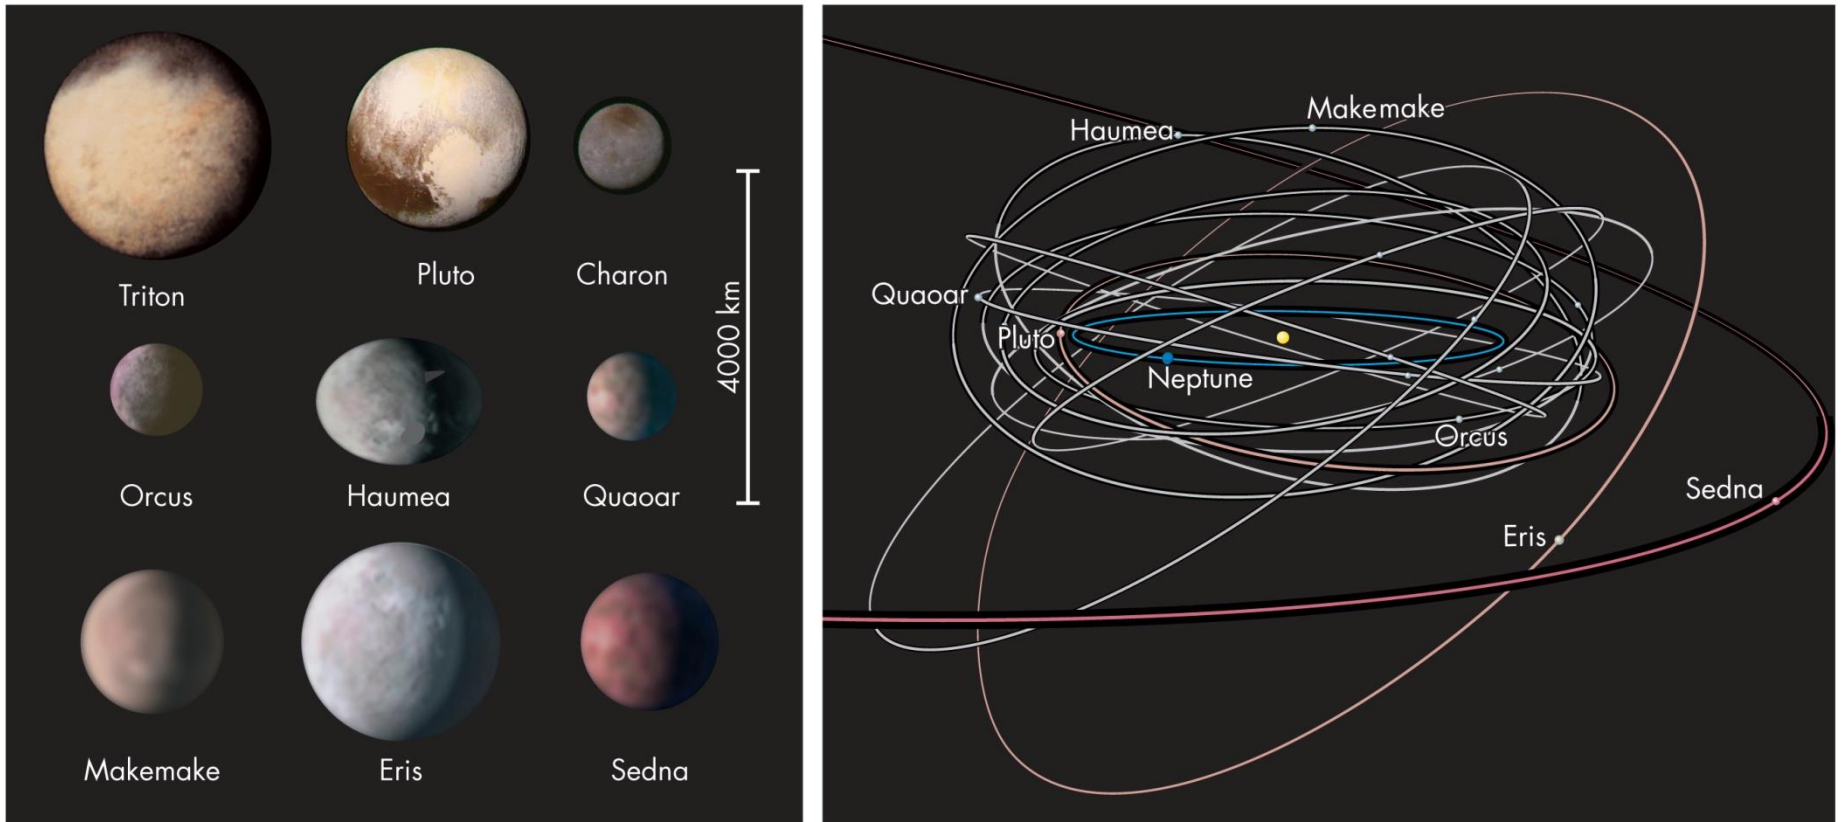 Triton
Pluto
Charon
4000 km
Orcus
Haumea
Quaoar
Makemake
Eris
Sedna
Makemake
Haumea
Quaoar
Pluto
Neptune
Orcus
Sedna
Eris